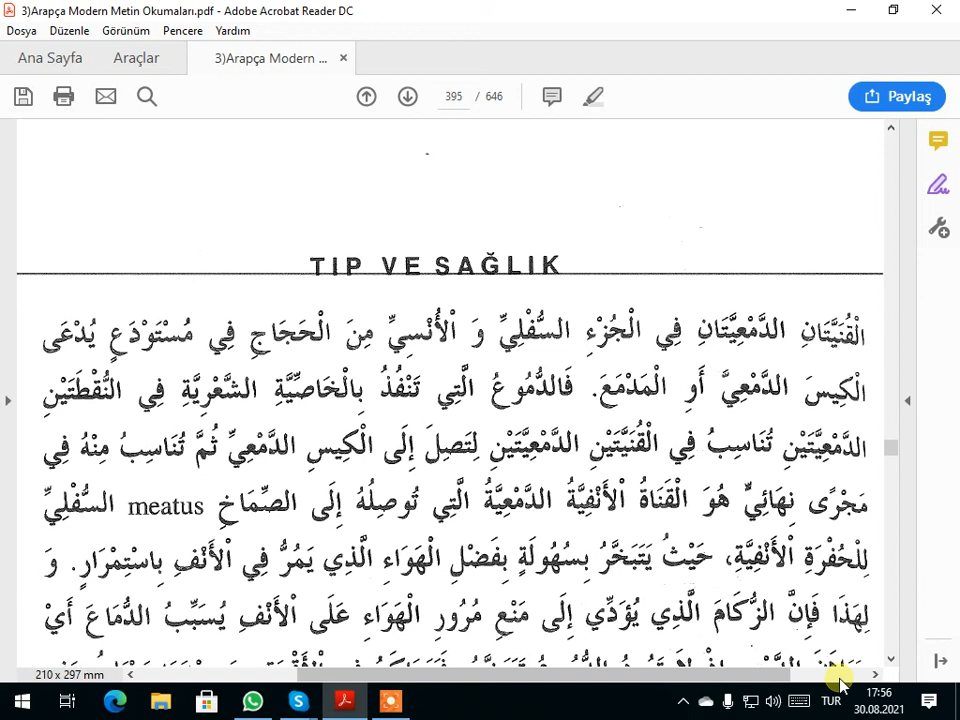 3)Arapça Modern Metin Okumaları.pdf - Adobe Acrobat Reader DC
Dosya Düzenle Görünüm Pencere Yardım
Ana Sayfa Araçlar 3)Arapça Modern ... ×
395 / 646 Paylaş
TIP VE SAĞLIK
الْقُنَيَّتَانِ الدَّمْعِيَّتَانِ فِي الْجُزْءِ السُّفْلِيِّ وَ الْأُنْسِيِّ مِنَ الْحَجَاجِ فِي مُسْتَوْدَعٍ يُدْعَى
الْكِيسَ الدَّمْعِيَّ أَوِ الْمَدْمَعَ. فَالدُّمُوعُ الَّتِي تَنْفُذُ بِالْخَاصِيَّةِ الشَّعْرِيَّةِ فِي النُّقْطَتَيْنِ
الدَّمْعِيَّتَيْنِ تُنَاسِبُ فِي الْقُنَيَّتَيْنِ الدَّمْعِيَّتَيْنِ لِتَصِلَ إِلَى الْكِيسِ الدَّمْعِيِّ ثُمَّ تُنَاسِبُ مِنْهُ فِي
مَجْرًى نِهَائِيٍّ هُوَ الْقَنَاةُ الْأَنْفِيَّةُ الدَّمْعِيَّةُ الَّتِي تُوصِلُهُ إِلَى الصِّمَاخِ meatus السُّفْلِيِّ
لِلْحُفْرَةِ الْأَنْفِيَّةِ، حَيْثُ يَتَبَخَّرُ بِسُهُولَةٍ بِفَضْلِ الْهَوَاءِ الَّذِي يَمُرُّ فِي الْأَنْفِ بِاسْتِمْرَارٍ. وَ
لِهَذَا فَإِنَّ الزُّكَامَ الَّذِي يُؤَدِّي إِلَى مَنْعِ مُرُورِ الْهَوَاءِ عَلَى الْأَنْفِ يُسَبِّبُ الدُّمَاعَ أَيْ
210 x 297 mm
TUR 17:56
30.08.2021